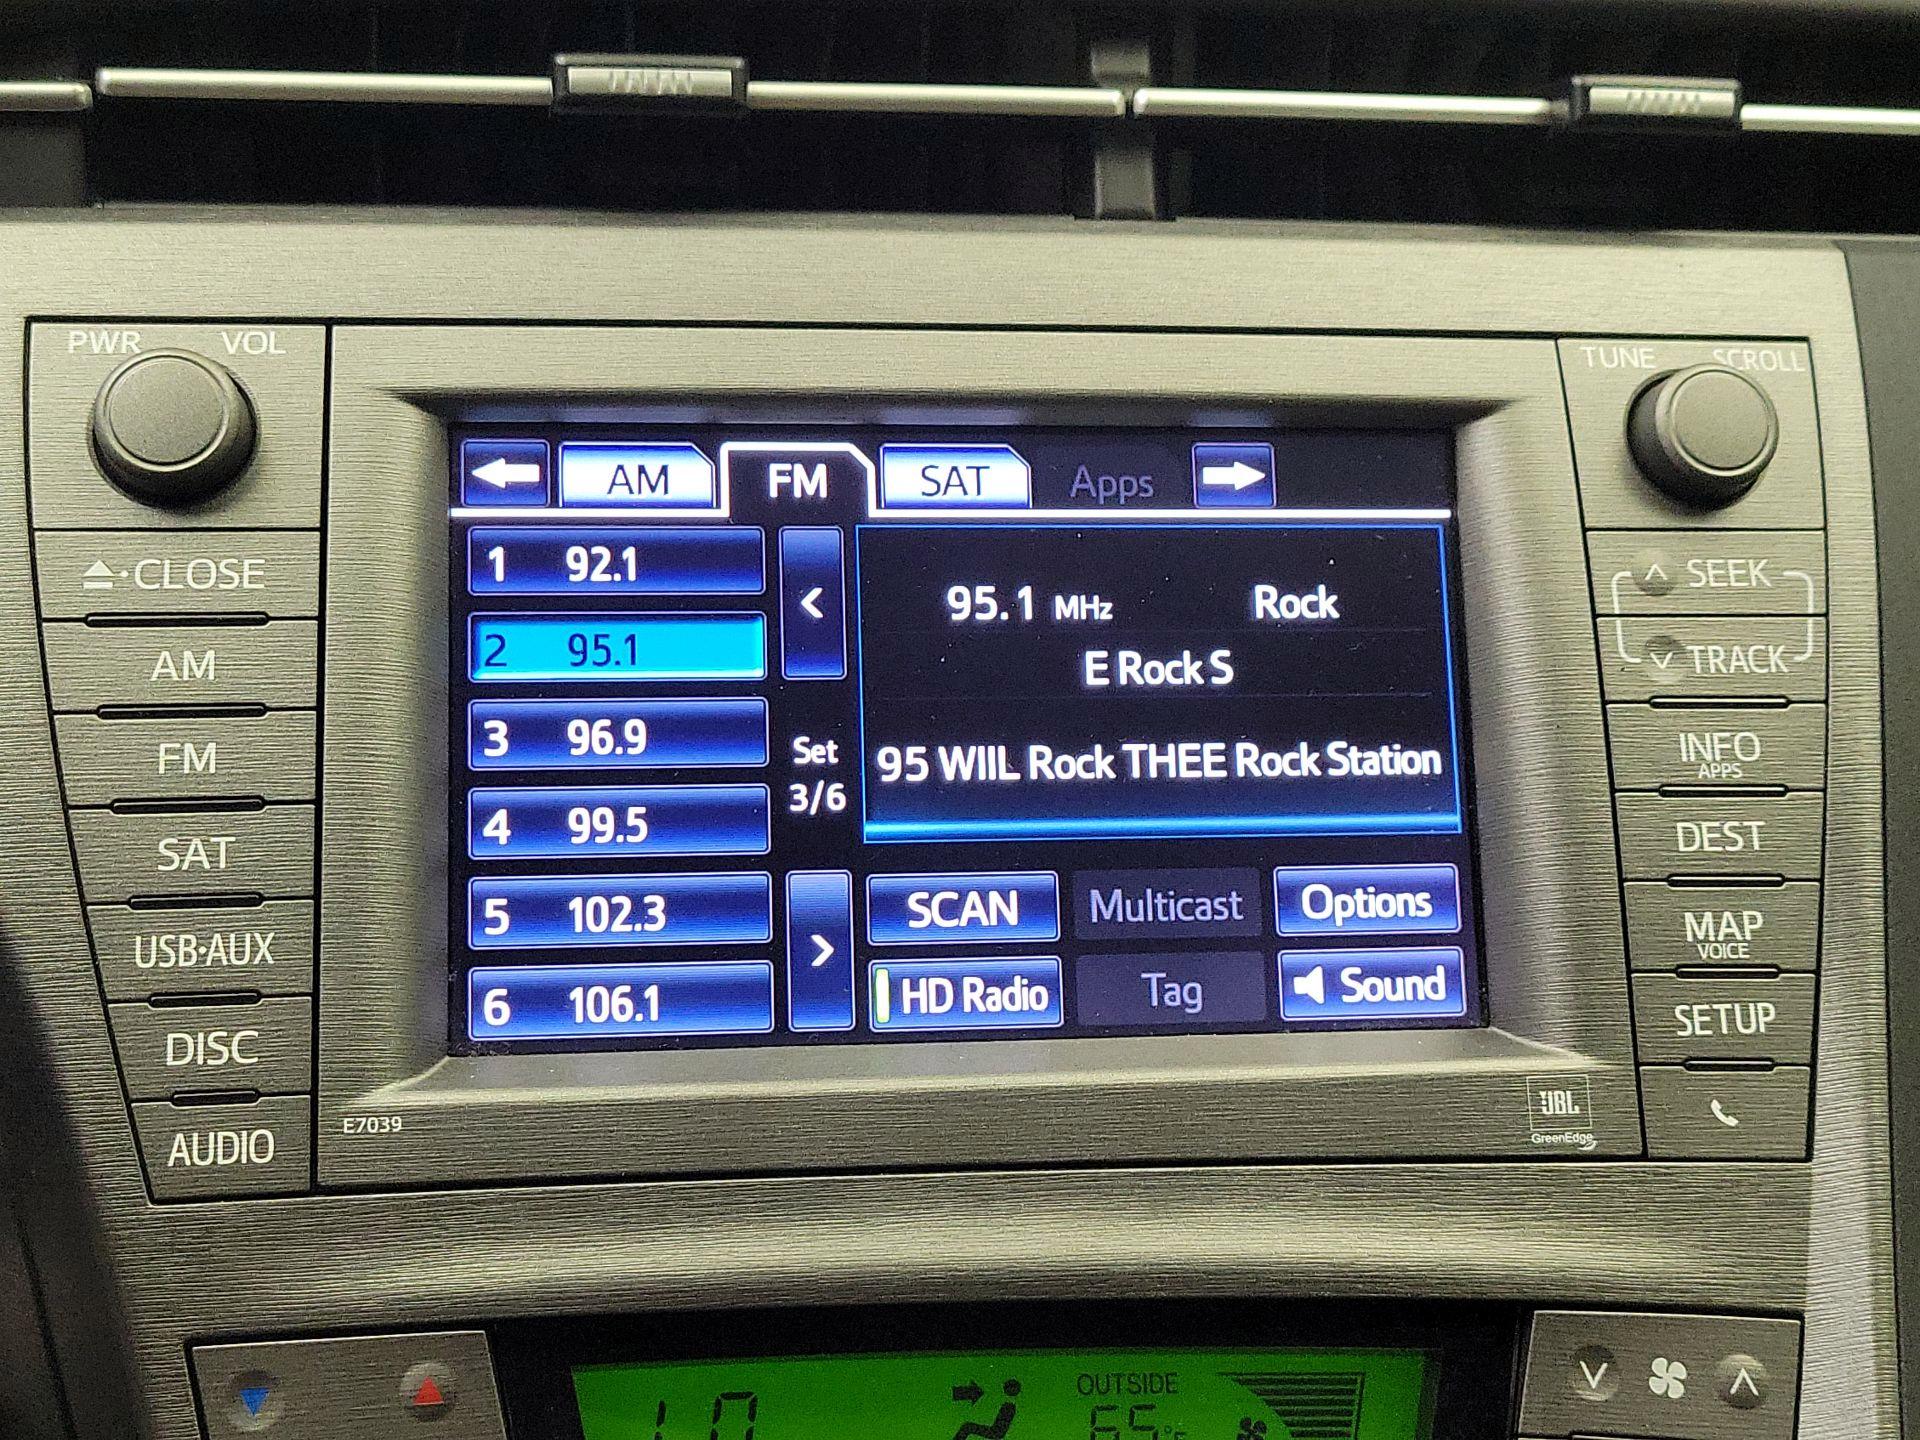 PWR VOL
TUNE SCROLL
AM FM SAT Apps
1 92.1
2 95.1
3 96.9
4 99.5
5 102.3
6 106.1
Set
3/6
95.1 MHz Rock
E Rock S
95 WIIL Rock THEE Rock Station
SCAN Multicast Options
HD Radio Tag Sound
CLOSE
AM
FM
SAT
USB·AUX
DISC
AUDIO
SEEK
TRACK
INFO
APPS
DEST
MAP
VOICE
SETUP
E7039
JBL
GreenEdge
OUTSIDE
65°F